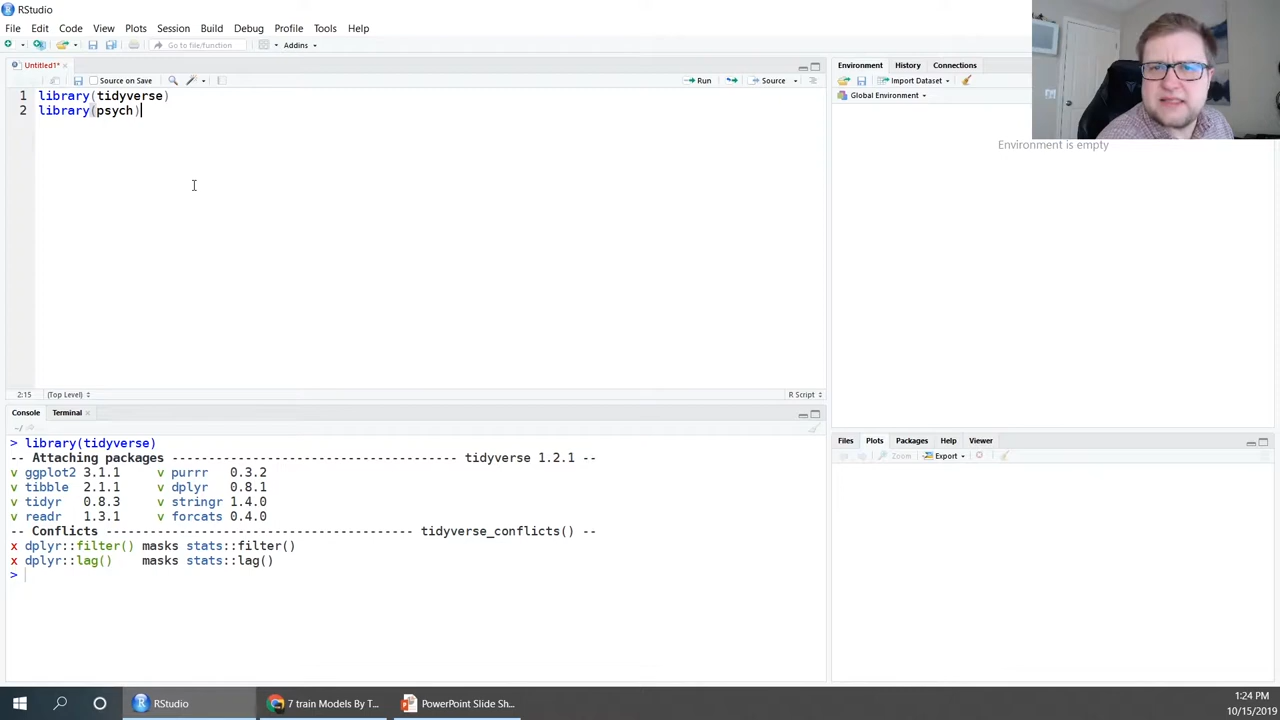 RStudio
File Edit Code View Plots Session Build Debug Profile Tools Help
Go to file/function Addins
Untitled1*
Source on Save Run Source
1 library(tidyverse)
2 library(psych)
2:15 (Top Level) R Script
Console Terminal
~/
> library(tidyverse)
-- Attaching packages --------------------------------------- tidyverse 1.2.1 --
v ggplot2 3.1.1 v purrr 0.3.2
v tibble 2.1.1 v dplyr 0.8.1
v tidyr 0.8.3 v stringr 1.4.0
v readr 1.3.1 v forcats 0.4.0
-- Conflicts ------------------------------------------ tidyverse_conflicts() --
x dplyr::filter() masks stats::filter()
x dplyr::lag() masks stats::lag()
>
Environment History Connections
Import Dataset
Global Environment
Environment is empty
Files Plots Packages Help Viewer
Zoom Export
RStudio
7 train Models By T...
PowerPoint Slide Sh...
1:24 PM
10/15/2019